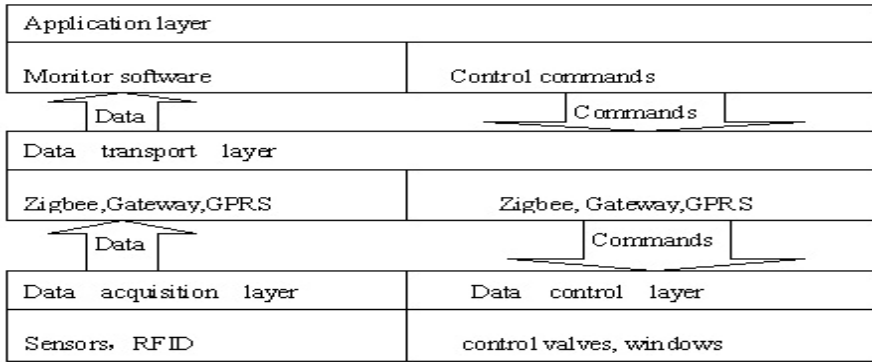 Application layer
Monitor software Control commands
Data Commands
Data transport layer
Zigbee,Gateway,GPRS Zigbee, Gateway,GPRS
Data Commands
Data acquisition layer Data control layer
Sensors, RFID control valves, windows